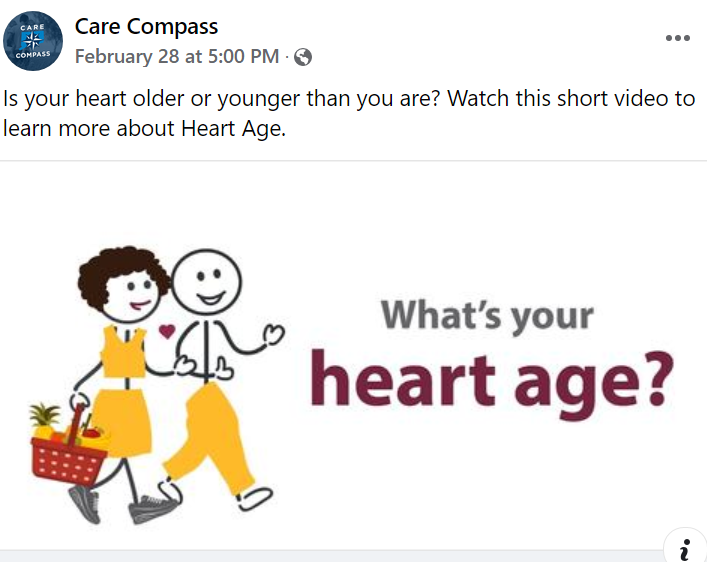 CARE
COMPASS
Care Compass
February 28 at 5:00 PM ·
Is your heart older or younger than you are? Watch this short video to
learn more about Heart Age.
What's your
heart age?
i